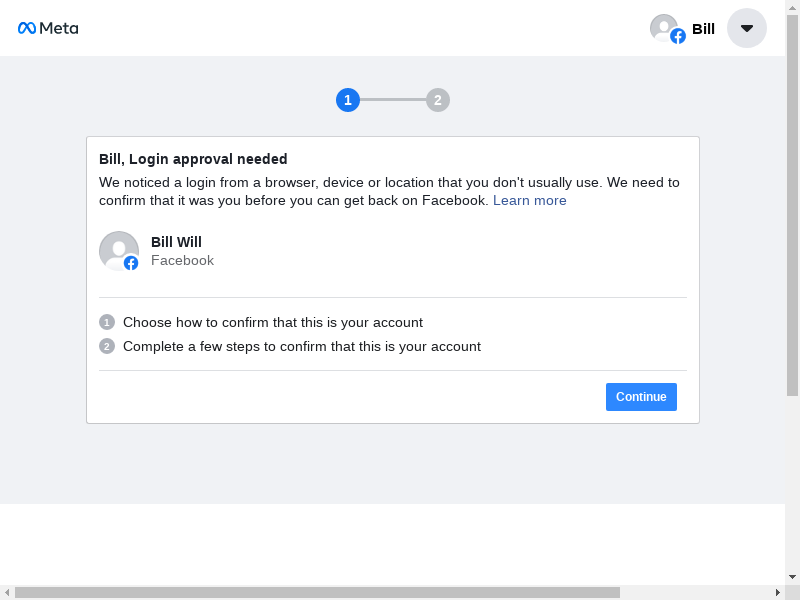 Meta
Bill
1
2
Bill, Login approval needed
We noticed a login from a browser, device or location that you don't usually use. We need to
confirm that it was you before you can get back on Facebook. Learn more
Bill Will
Facebook
1 Choose how to confirm that this is your account
2 Complete a few steps to confirm that this is your account
Continue